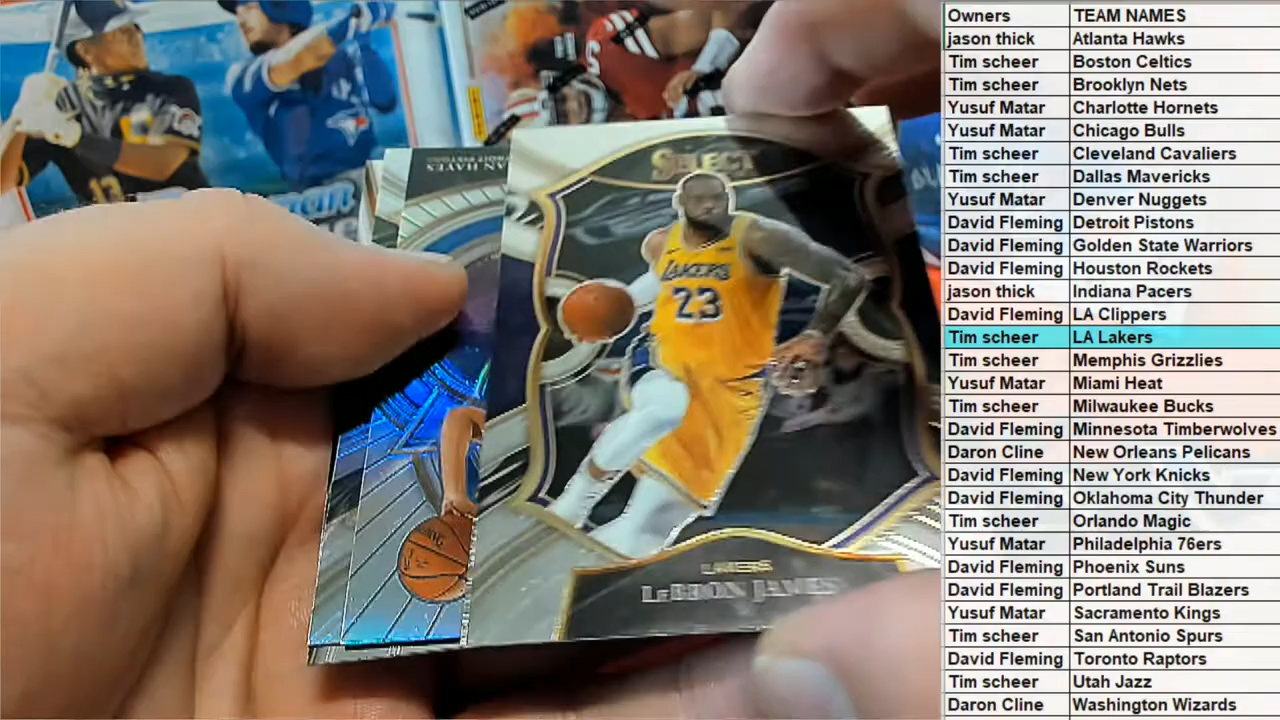 13
SELECT
AN HAYES
DETROIT PISTONS
LAKERS
23
LAKERS
LEBRON JAMES
Owners TEAM NAMES
jason thick Atlanta Hawks
Tim scheer Boston Celtics
Tim scheer Brooklyn Nets
Yusuf Matar Charlotte Hornets
Yusuf Matar Chicago Bulls
Tim scheer Cleveland Cavaliers
Tim scheer Dallas Mavericks
Yusuf Matar Denver Nuggets
David Fleming Detroit Pistons
David Fleming Golden State Warriors
David Fleming Houston Rockets
jason thick Indiana Pacers
David Fleming LA Clippers
Tim scheer LA Lakers
Tim scheer Memphis Grizzlies
Yusuf Matar Miami Heat
Tim scheer Milwaukee Bucks
David Fleming Minnesota Timberwolves
Daron Cline New Orleans Pelicans
David Fleming New York Knicks
David Fleming Oklahoma City Thunder
Tim scheer Orlando Magic
Yusuf Matar Philadelphia 76ers
David Fleming Phoenix Suns
David Fleming Portland Trail Blazers
Yusuf Matar Sacramento Kings
Tim scheer San Antonio Spurs
David Fleming Toronto Raptors
Tim scheer Utah Jazz
Daron Cline Washington Wizards